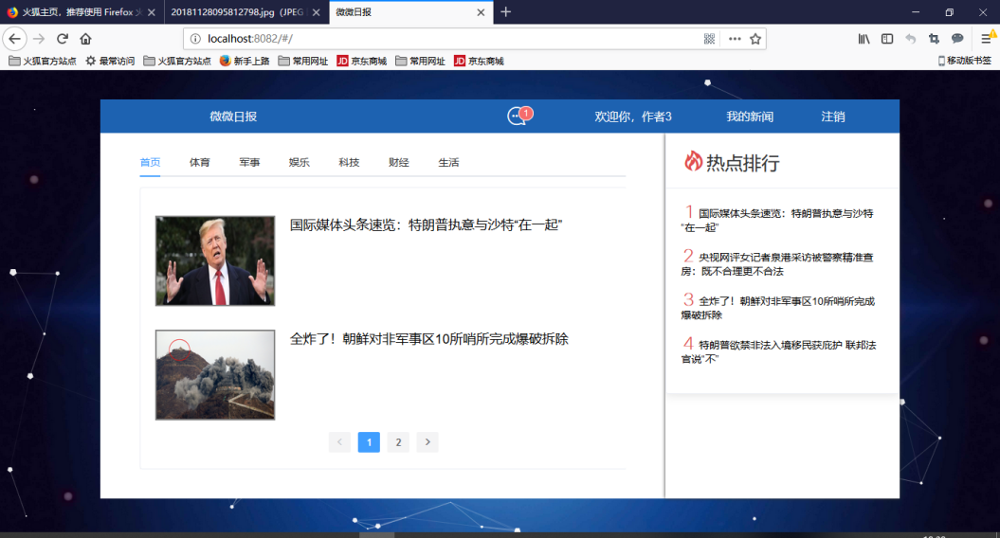 火狐主页，推荐使用 Firefox
20181128095812798.jpg（JPEG
微微日报
localhost:8082/#/
火狐官方站点
最常访问
火狐官方站点
新手上路
常用网址
JD 京东商城
常用网址
JD 京东商城
移动版书签
微微日报
1
欢迎你，作者3
我的新闻
注销
首页 体育 军事 娱乐 科技 财经 生活
国际媒体头条速览：特朗普执意与沙特“在一起”
全炸了！朝鲜对非军事区10所哨所完成爆破拆除
1 2
热点排行
1 国际媒体头条速览：特朗普执意与沙特
“在一起”
2 央视网评女记者泉港采访被警察精准查
房：既不合理更不合法
3 全炸了！朝鲜对非军事区10所哨所完成
爆破拆除
4 特朗普欲禁非法入境移民获庇护 联邦法
官说“不”